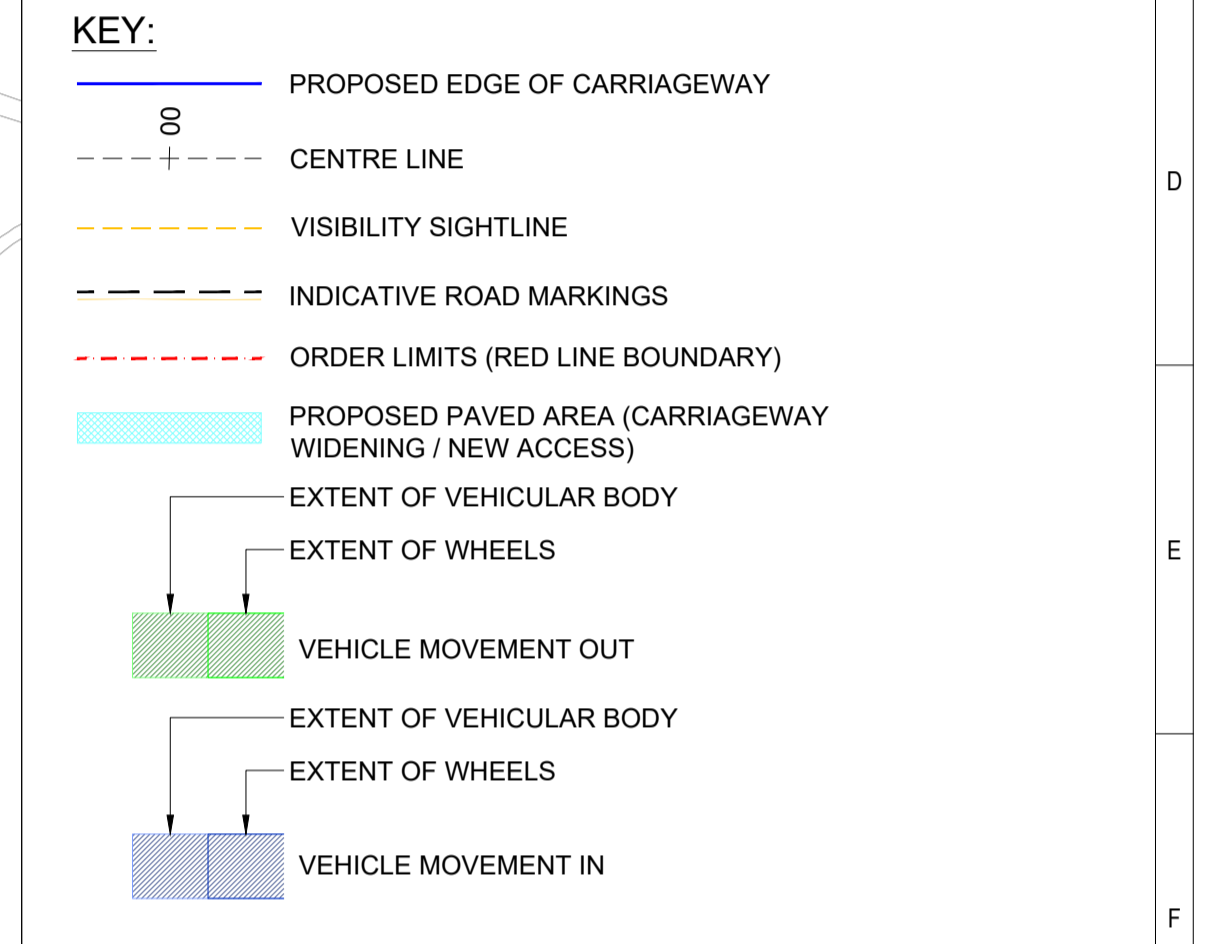 KEY:
PROPOSED EDGE OF CARRIAGEWAY
00
CENTRE LINE
VISIBILITY SIGHTLINE
INDICATIVE ROAD MARKINGS
ORDER LIMITS (RED LINE BOUNDARY)
PROPOSED PAVED AREA (CARRIAGEWAY
WIDENING / NEW ACCESS)
EXTENT OF VEHICULAR BODY
EXTENT OF WHEELS
VEHICLE MOVEMENT OUT
EXTENT OF VEHICULAR BODY
EXTENT OF WHEELS
VEHICLE MOVEMENT IN
D
E
F